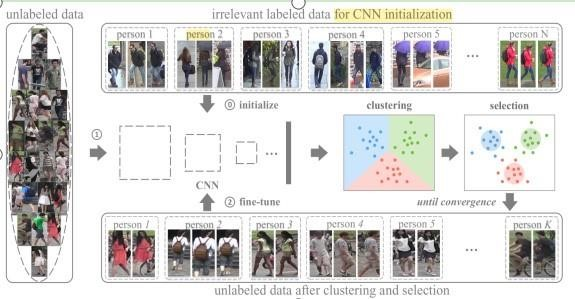 unlabeled data
irrelevant labeled data for CNN initialization
person 1
person 2
person 3
person 4
person 5
...
person N
⓪ initialize
clustering
selection
①
...
CNN
② fine-tune
until convergence
person 1
person 2
person 3
person 4
person 5
...
person K
unlabeled data after clustering and selection